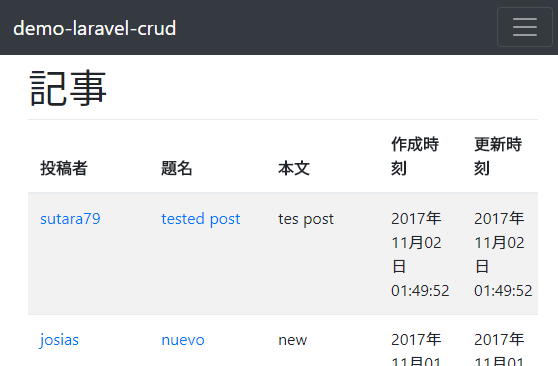 demo-laravel-crud
記事
投稿者 題名 本文 作成時刻 更新時刻
sutara79 tested post tes post 2017年11月02日 01:49:52 2017年11月02日 01:49:52
josias nuevo new 2017年11月01 2017年11月01